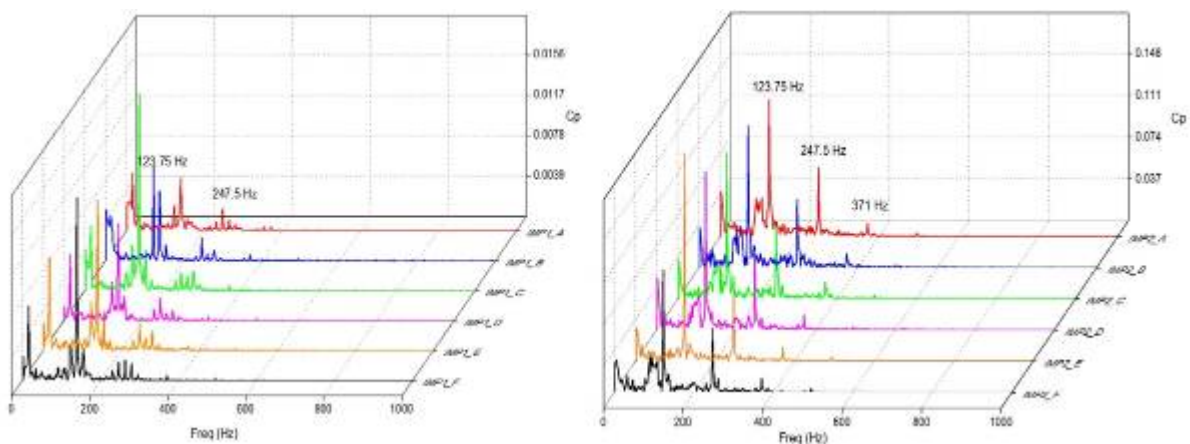 0.0156
0.0117
0.0078
0.0039
Cp
123.75 Hz
247.5 Hz
IMP1_A
IMP1_B
IMP1_C
IMP1_D
IMP1_E
IMP1_F
0
200
400
600
800
1000
Freq (Hz)
0.148
0.111
0.074
0.037
Cp
123.75 Hz
247.5 Hz
371 Hz
IMP2_A
IMP2_B
IMP2_C
IMP2_D
IMP2_E
IMP2_F
0
200
400
600
800
1000
Freq (Hz)